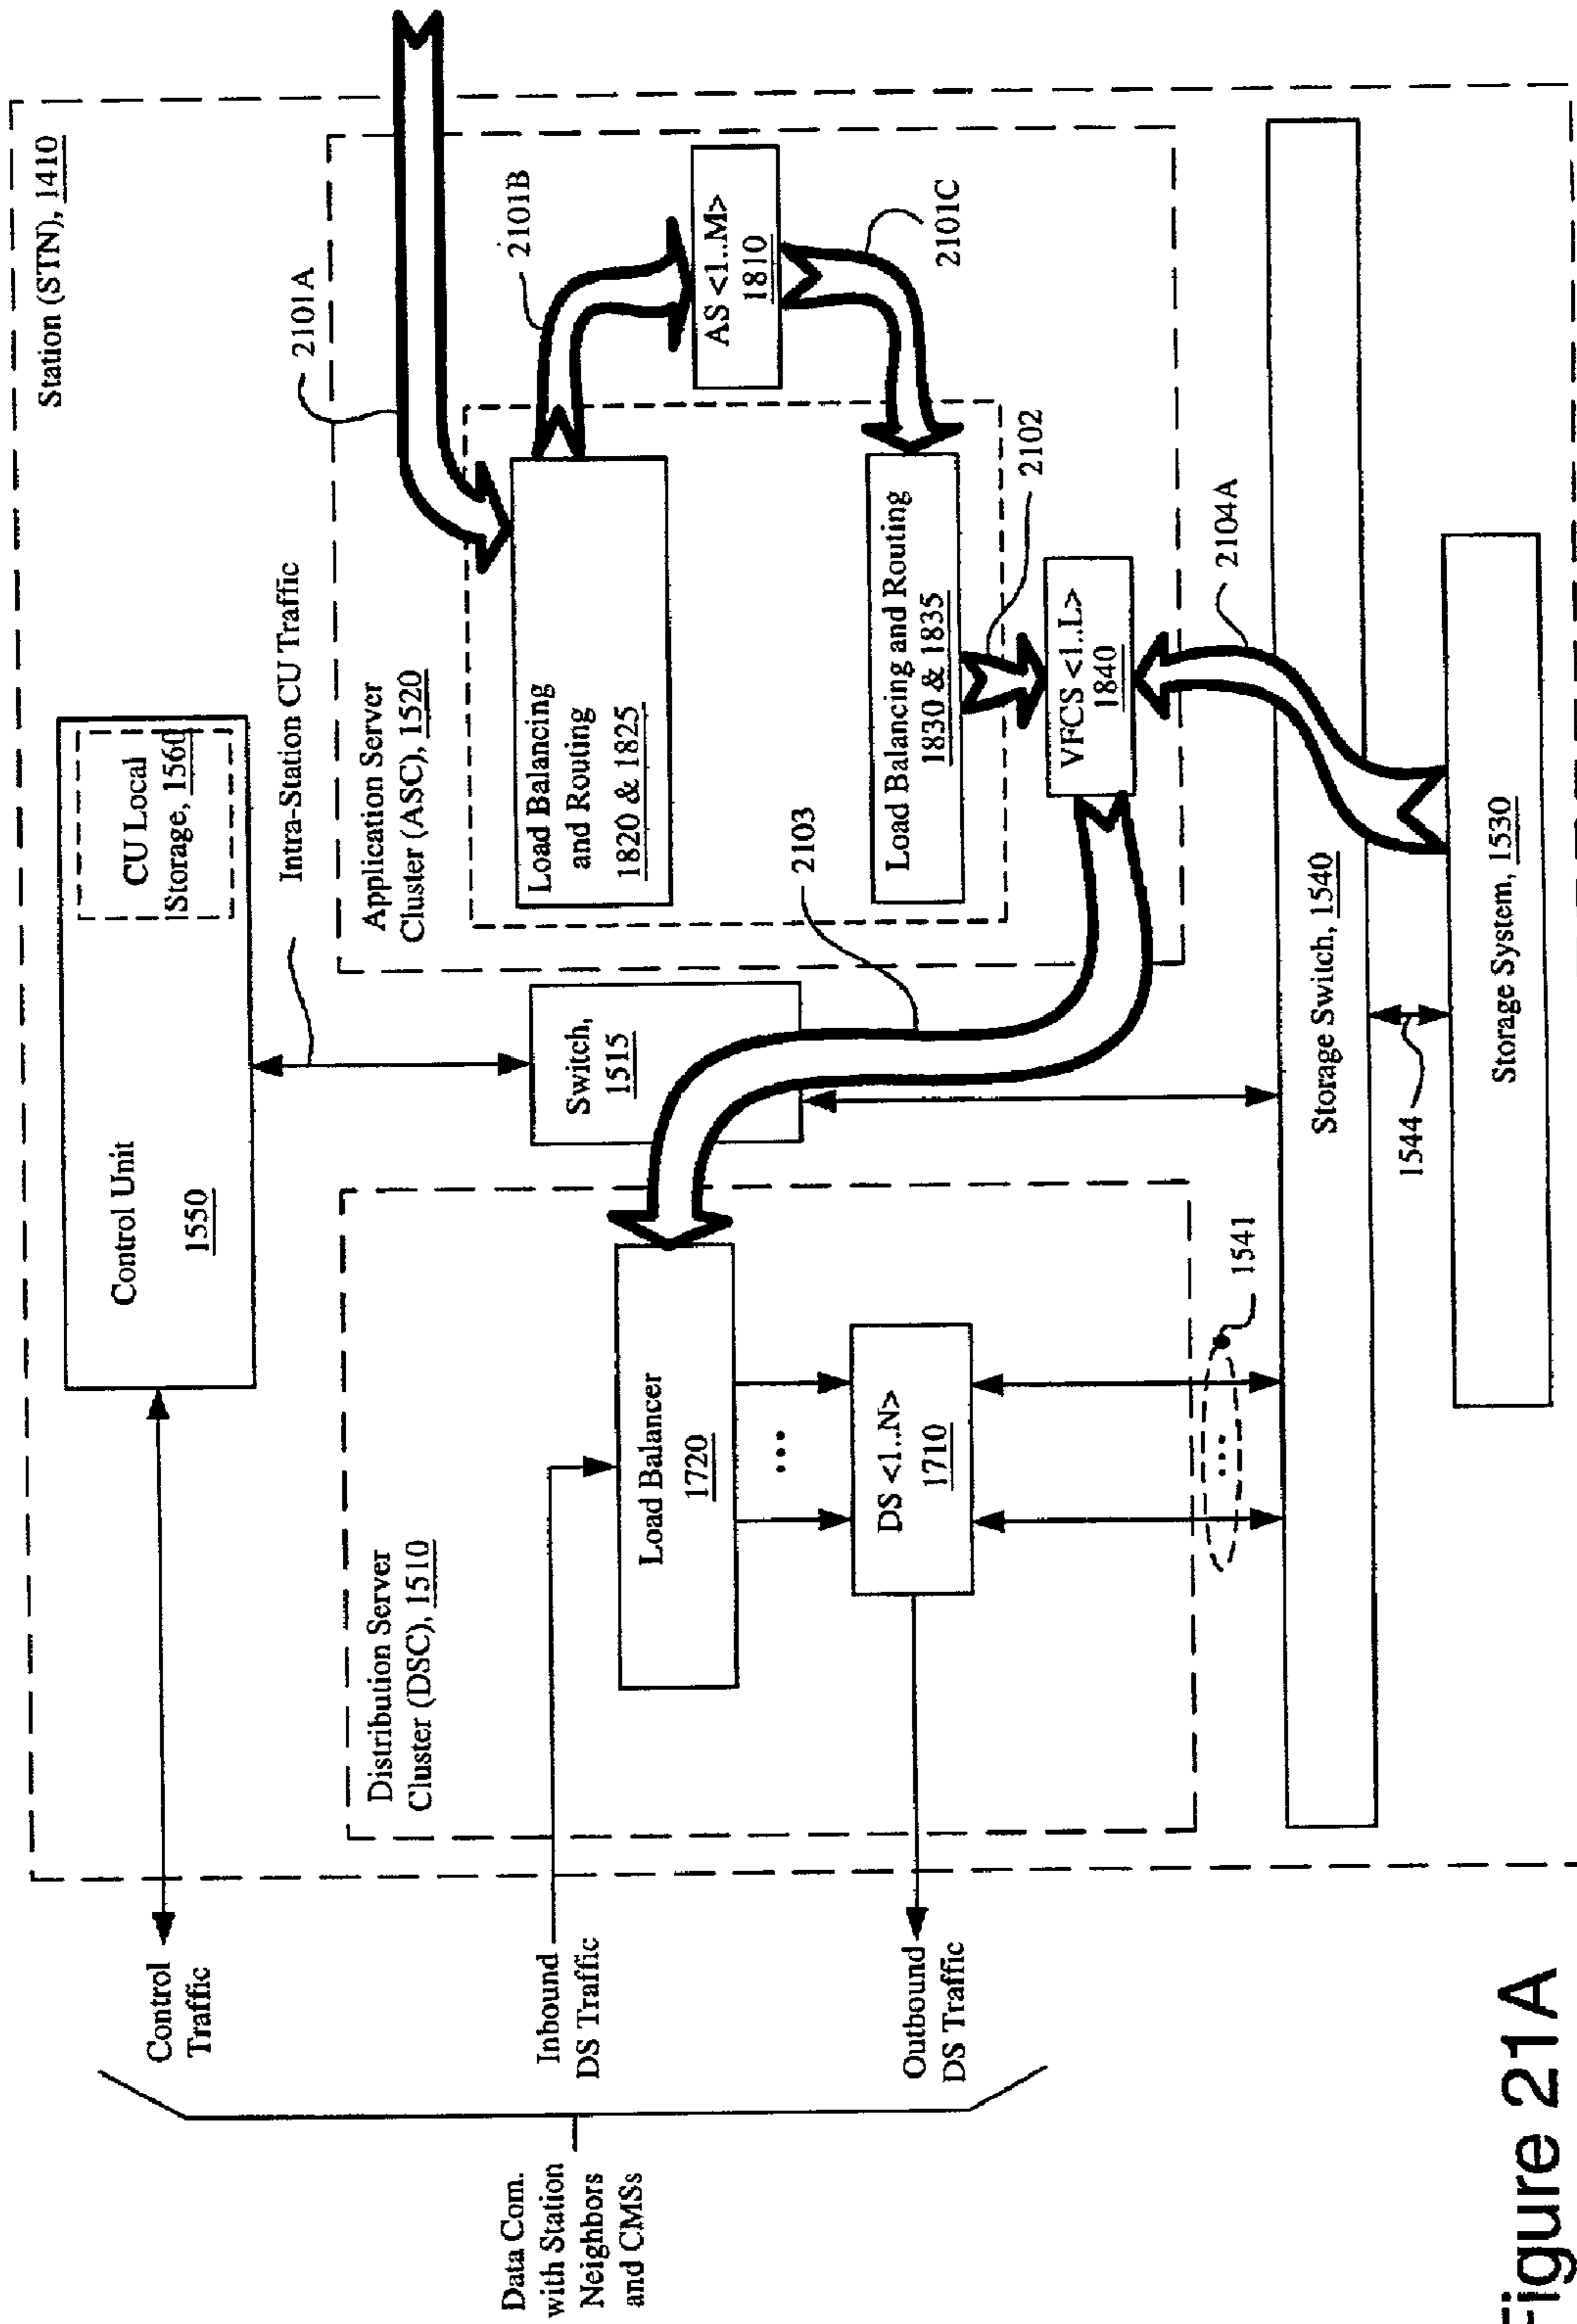 Station (STN), 1410
Control Unit
1550
CU Local
Storage, 1560
Control
Traffic
Intra-Station CU Traffic
2101A
Distribution Server
Cluster (DSC), 1510
Switch,
1515
Application Server
Cluster (ASC), 1520
2101B
Data Com.
with Station
Neighbors
and CMSs
Inbound
DS Traffic
Load Balancer
1720
...
Load Balancing
and Routing
1820 & 1825
AS <1..M>
1810
DS <1..N>
1710
2103
Load Balancing and Routing
1830 & 1835
2101C
Outbound
DS Traffic
2102
VFCS <1..L>
1840
...
1541
2104A
Storage Switch, 1540
1544
Storage System, 1530
Figure 21A